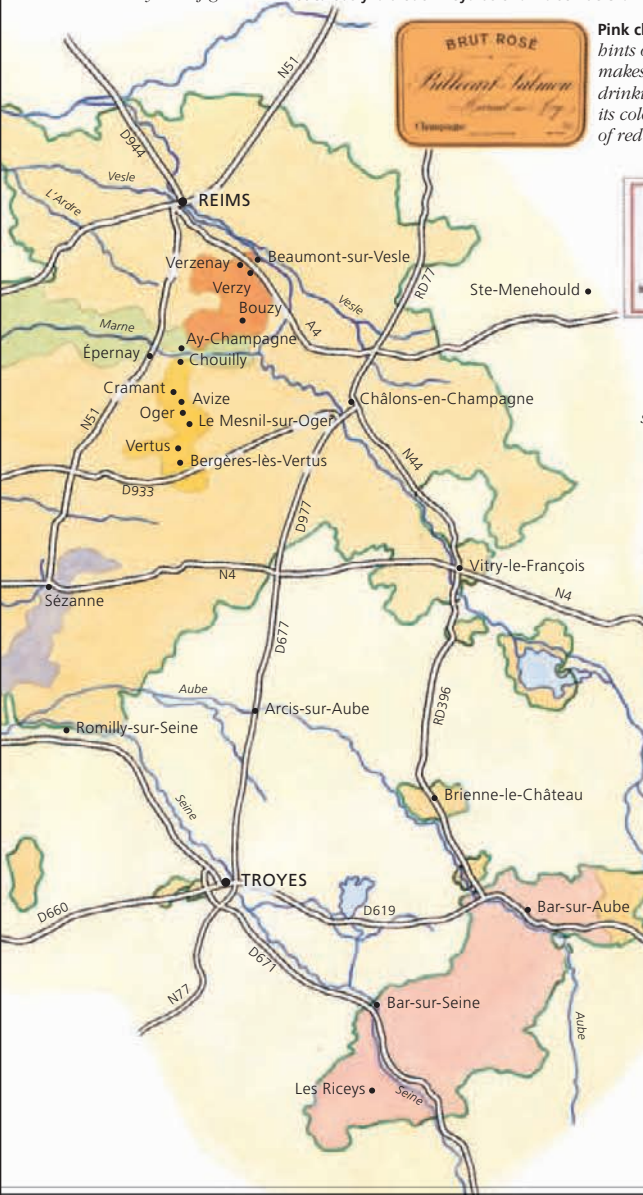 Pink
hints
makes
its
of red
BRUT ROSÉ
Billecart-Salmon
Champagne
N51
D944
Vesle
L'Ardre
REIMS
Verzenay
Beaumont-sur-Vesle
Verzy
Bouzy
Vesle
RD77
Ste-Menehould
A4
Marne
Ay-Champagne
Épernay
Chouilly
Cramant
Avize
Châlons-en-Champagne
Oger
Le Mesnil-sur-Oger
N51
Vertus
Bergères-lès-Vertus
N44
D933
D977
N4
Vitry-le-François
Sézanne
N4
D677
Aube
Arcis-sur-Aube
RD396
Romilly-sur-Seine
Seine
Brienne-le-Château
TROYES
D660
D619
Bar-sur-Aube
D671
N77
Bar-sur-Seine
Aube
Les Riceys
Seine